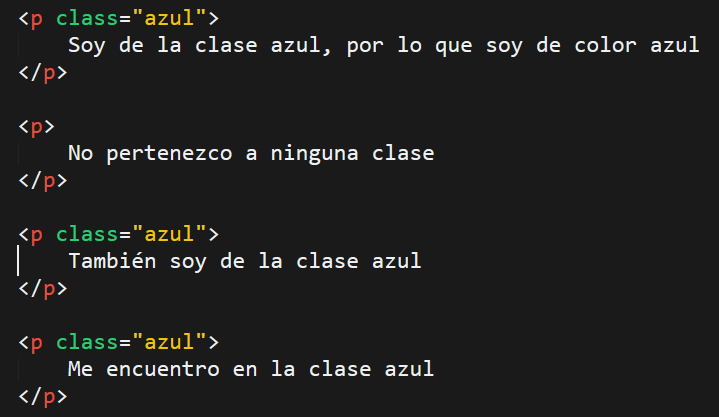 <p class="azul">
Soy de la clase azul, por lo que soy de color azul
</p>
<p>
No pertenezco a ninguna clase
</p>
<p class="azul">
También soy de la clase azul
</p>
<p class="azul">
Me encuentro en la clase azul
</p>